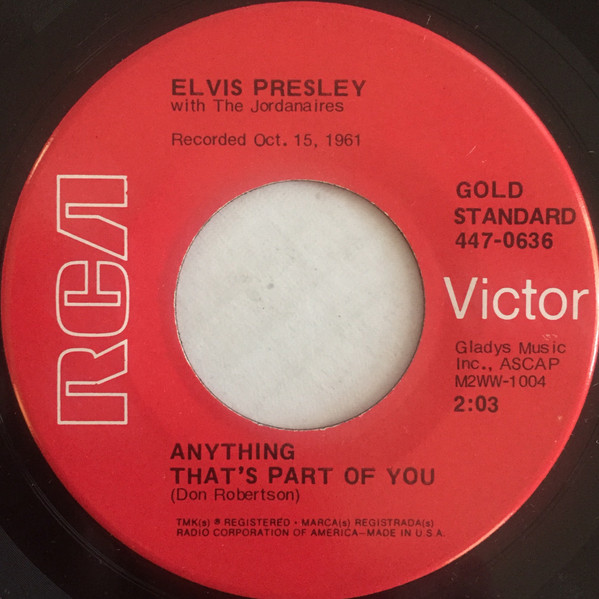 ELVIS PRESLEY
with The Jordanaires
Recorded Oct. 15, 1961
RCA
GOLD
STANDARD
447-0636
Victor
Gladys Music
Inc., ASCAP
M2WW-1004
2:03
ANYTHING
THAT'S PART OF YOU
(Don Robertson)
TMK(s) ® REGISTERED • MARCA(s) REGISTRADA(s)
RADIO CORPORATION OF AMERICA—MADE IN U.S.A.